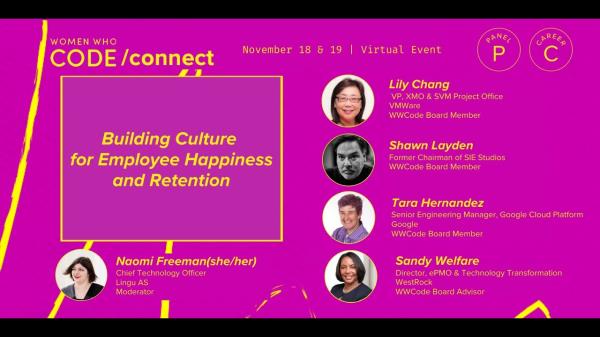 WOMEN WHO
CODE/connect
November 18 & 19 | Virtual Event
PANEL
P
CAREER
C
Building Culture
for Employee Happiness
and Retention
Lily Chang
VP, XMO & SVM Project Office
VMWare
WWCode Board Member
Shawn Layden
Former Chairman of SIE Studios
WWCode Board Member
Tara Hernandez
Senior Engineering Manager, Google Cloud Platform
Google
WWCode Board Member
Naomi Freeman(she/her)
Chief Technology Officer
Lingu AS
Moderator
Sandy Welfare
Director, ePMO & Technology Transformation
WestRock
WWCode Board Advisor